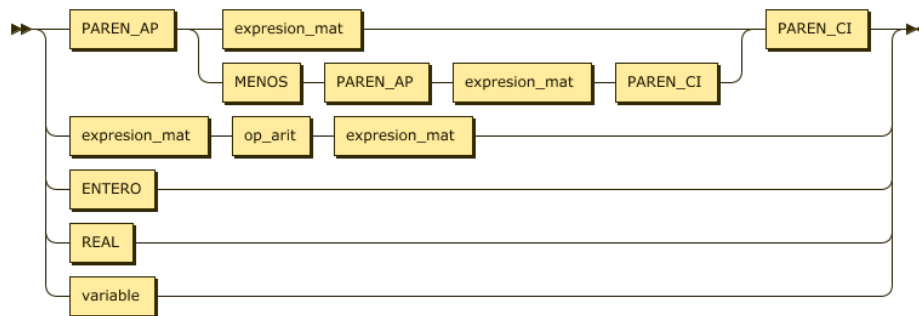 PAREN_AP expresion_mat PAREN_CI
MENOS PAREN_AP expresion_mat PAREN_CI
expresion_mat op_arit expresion_mat
ENTERO
REAL
variable